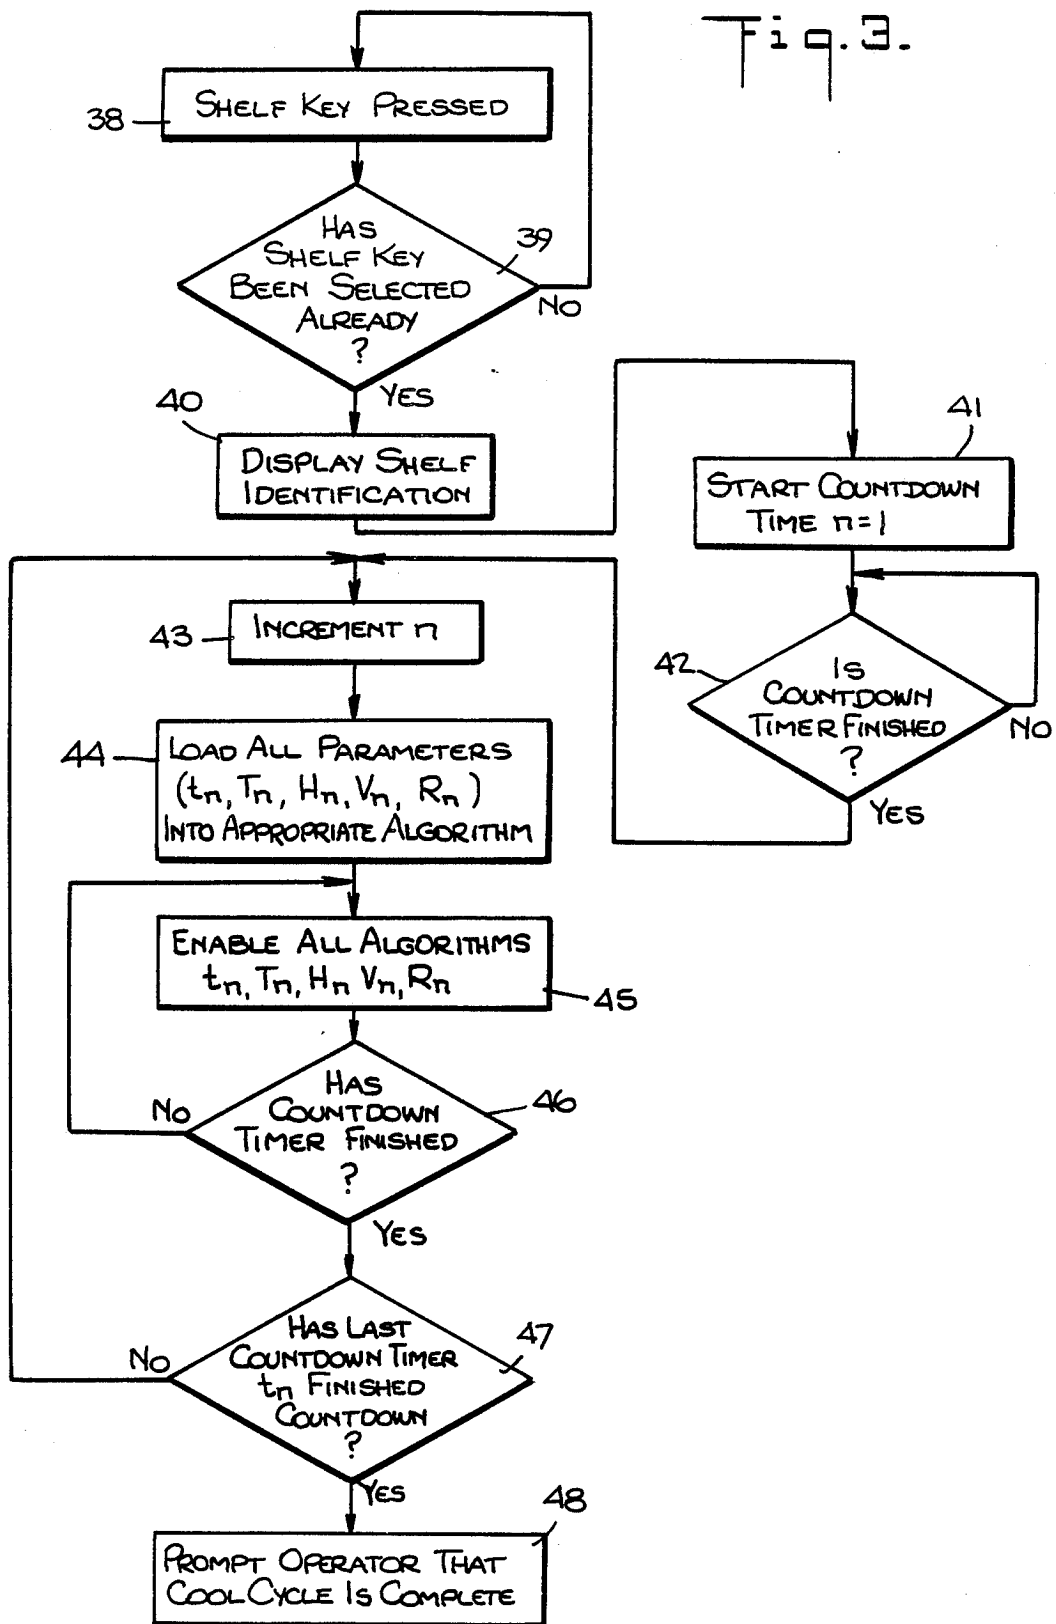 Fig. 3.
SHELF KEY PRESSED
38
HAS
SHELF KEY
BEEN SELECTED
ALREADY
?
39
NO
YES
40
DISPLAY SHELF
IDENTIFICATION
41
START COUNTDOWN
TIME n=1
42
IS
COUNTDOWN
TIMER FINISHED
?
NO
YES
43
INCREMENT n
44
LOAD ALL PARAMETERS
(tn, Tn, Hn, Vn, Rn)
INTO APPROPRIATE ALGORITHM
ENABLE ALL ALGORITHMS
tn, Tn, Hn Vn, Rn
45
HAS
COUNTDOWN
TIMER FINISHED
?
46
NO
YES
HAS LAST
COUNTDOWN TIMER
tn FINISHED
COUNTDOWN
?
47
NO
YES
48
PROMPT OPERATOR THAT
COOL CYCLE IS COMPLETE